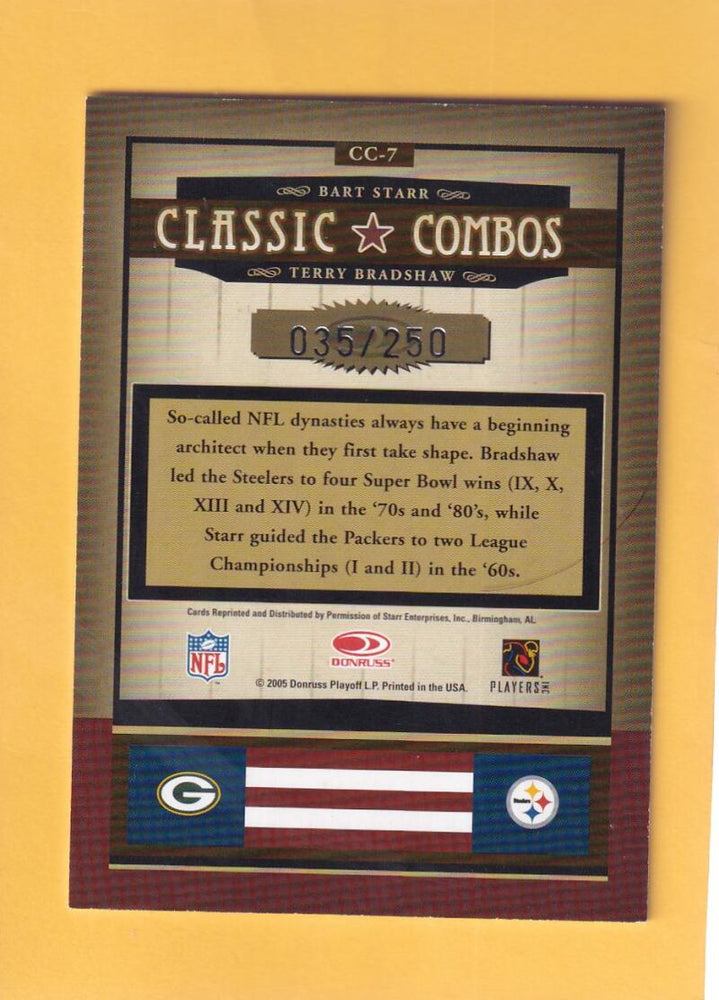 CC-7
BART STARR
CLASSIC COMBOS
TERRY BRADSHAW
035/250
So-called NFL dynasties always have a beginning
architect when they first take shape. Bradshaw
led the Steelers to four Super Bowl wins (IX, X,
XIII and XIV) in the ‘70s and ‘80’s, while
Starr guided the Packers to two League
Championships (I and II) in the ‘60s.
Cards Reprinted and Distributed by Permission of Starr Enterprises, Inc., Birmingham, AL
NFL
DONRUSS
PLAYERS INC
© 2005 Donruss Playoff L.P. Printed in the USA.
G
Steelers